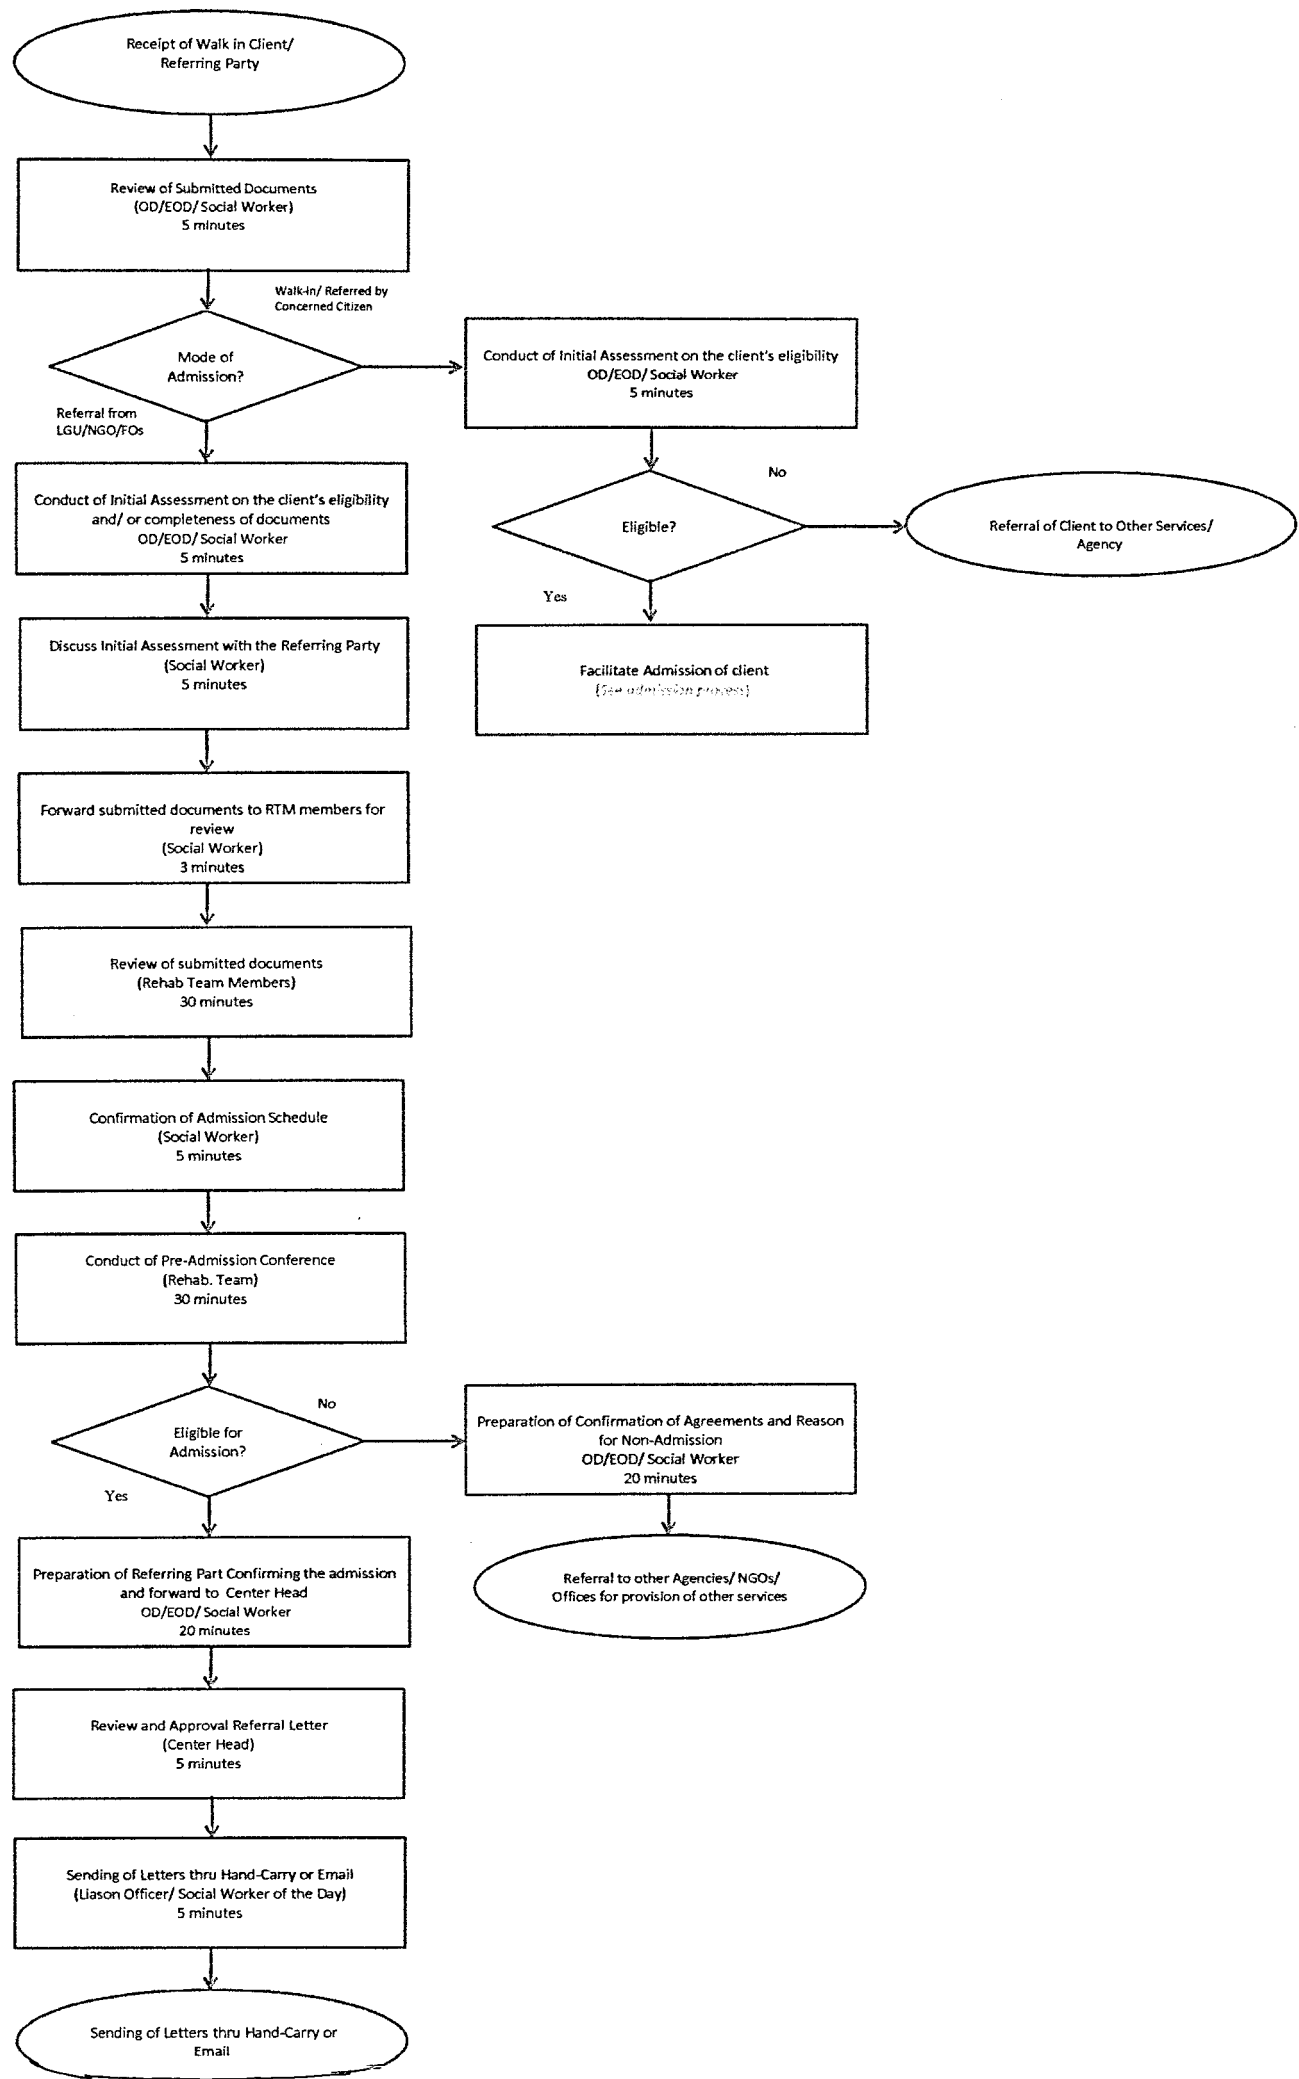 Receipt of Walk in Client/
Referring Party
Review of Submitted Documents
(OD/EOD/ Social Worker)
5 minutes
Walk-in/ Referred by
Concerned Citizen
Mode of
Admission?
Conduct of Initial Assessment on the client's eligibility
OD/EOD/ Social Worker
5 minutes
Referral from
LGU/NGO/FOs
Conduct of Initial Assessment on the client's eligibility
and/ or completeness of documents
OD/EOD/ Social Worker
5 minutes
No
Eligible?
Referral of Client to Other Services/
Agency
Yes
Discuss Initial Assessment with the Referring Party
(Social Worker)
5 minutes
Facilitate Admission of client
(See admission process)
Forward submitted documents to RTM members for
review
(Social Worker)
3 minutes
Review of submitted documents
(Rehab Team Members)
30 minutes
Confirmation of Admission Schedule
(Social Worker)
5 minutes
Conduct of Pre-Admission Conference
(Rehab. Team)
30 minutes
No
Eligible for
Admission?
Preparation of Confirmation of Agreements and Reason
for Non-Admission
OD/EOD/ Social Worker
20 minutes
Yes
Preparation of Referring Part Confirming the admission
and forward to Center Head
OD/EOD/ Social Worker
20 minutes
Referral to other Agencies/ NGOs/
Offices for provision of other services
Review and Approval Referral Letter
(Center Head)
5 minutes
Sending of Letters thru Hand-Carry or Email
(Liason Officer/ Social Worker of the Day)
5 minutes
Sending of Letters thru Hand-Carry or
Email